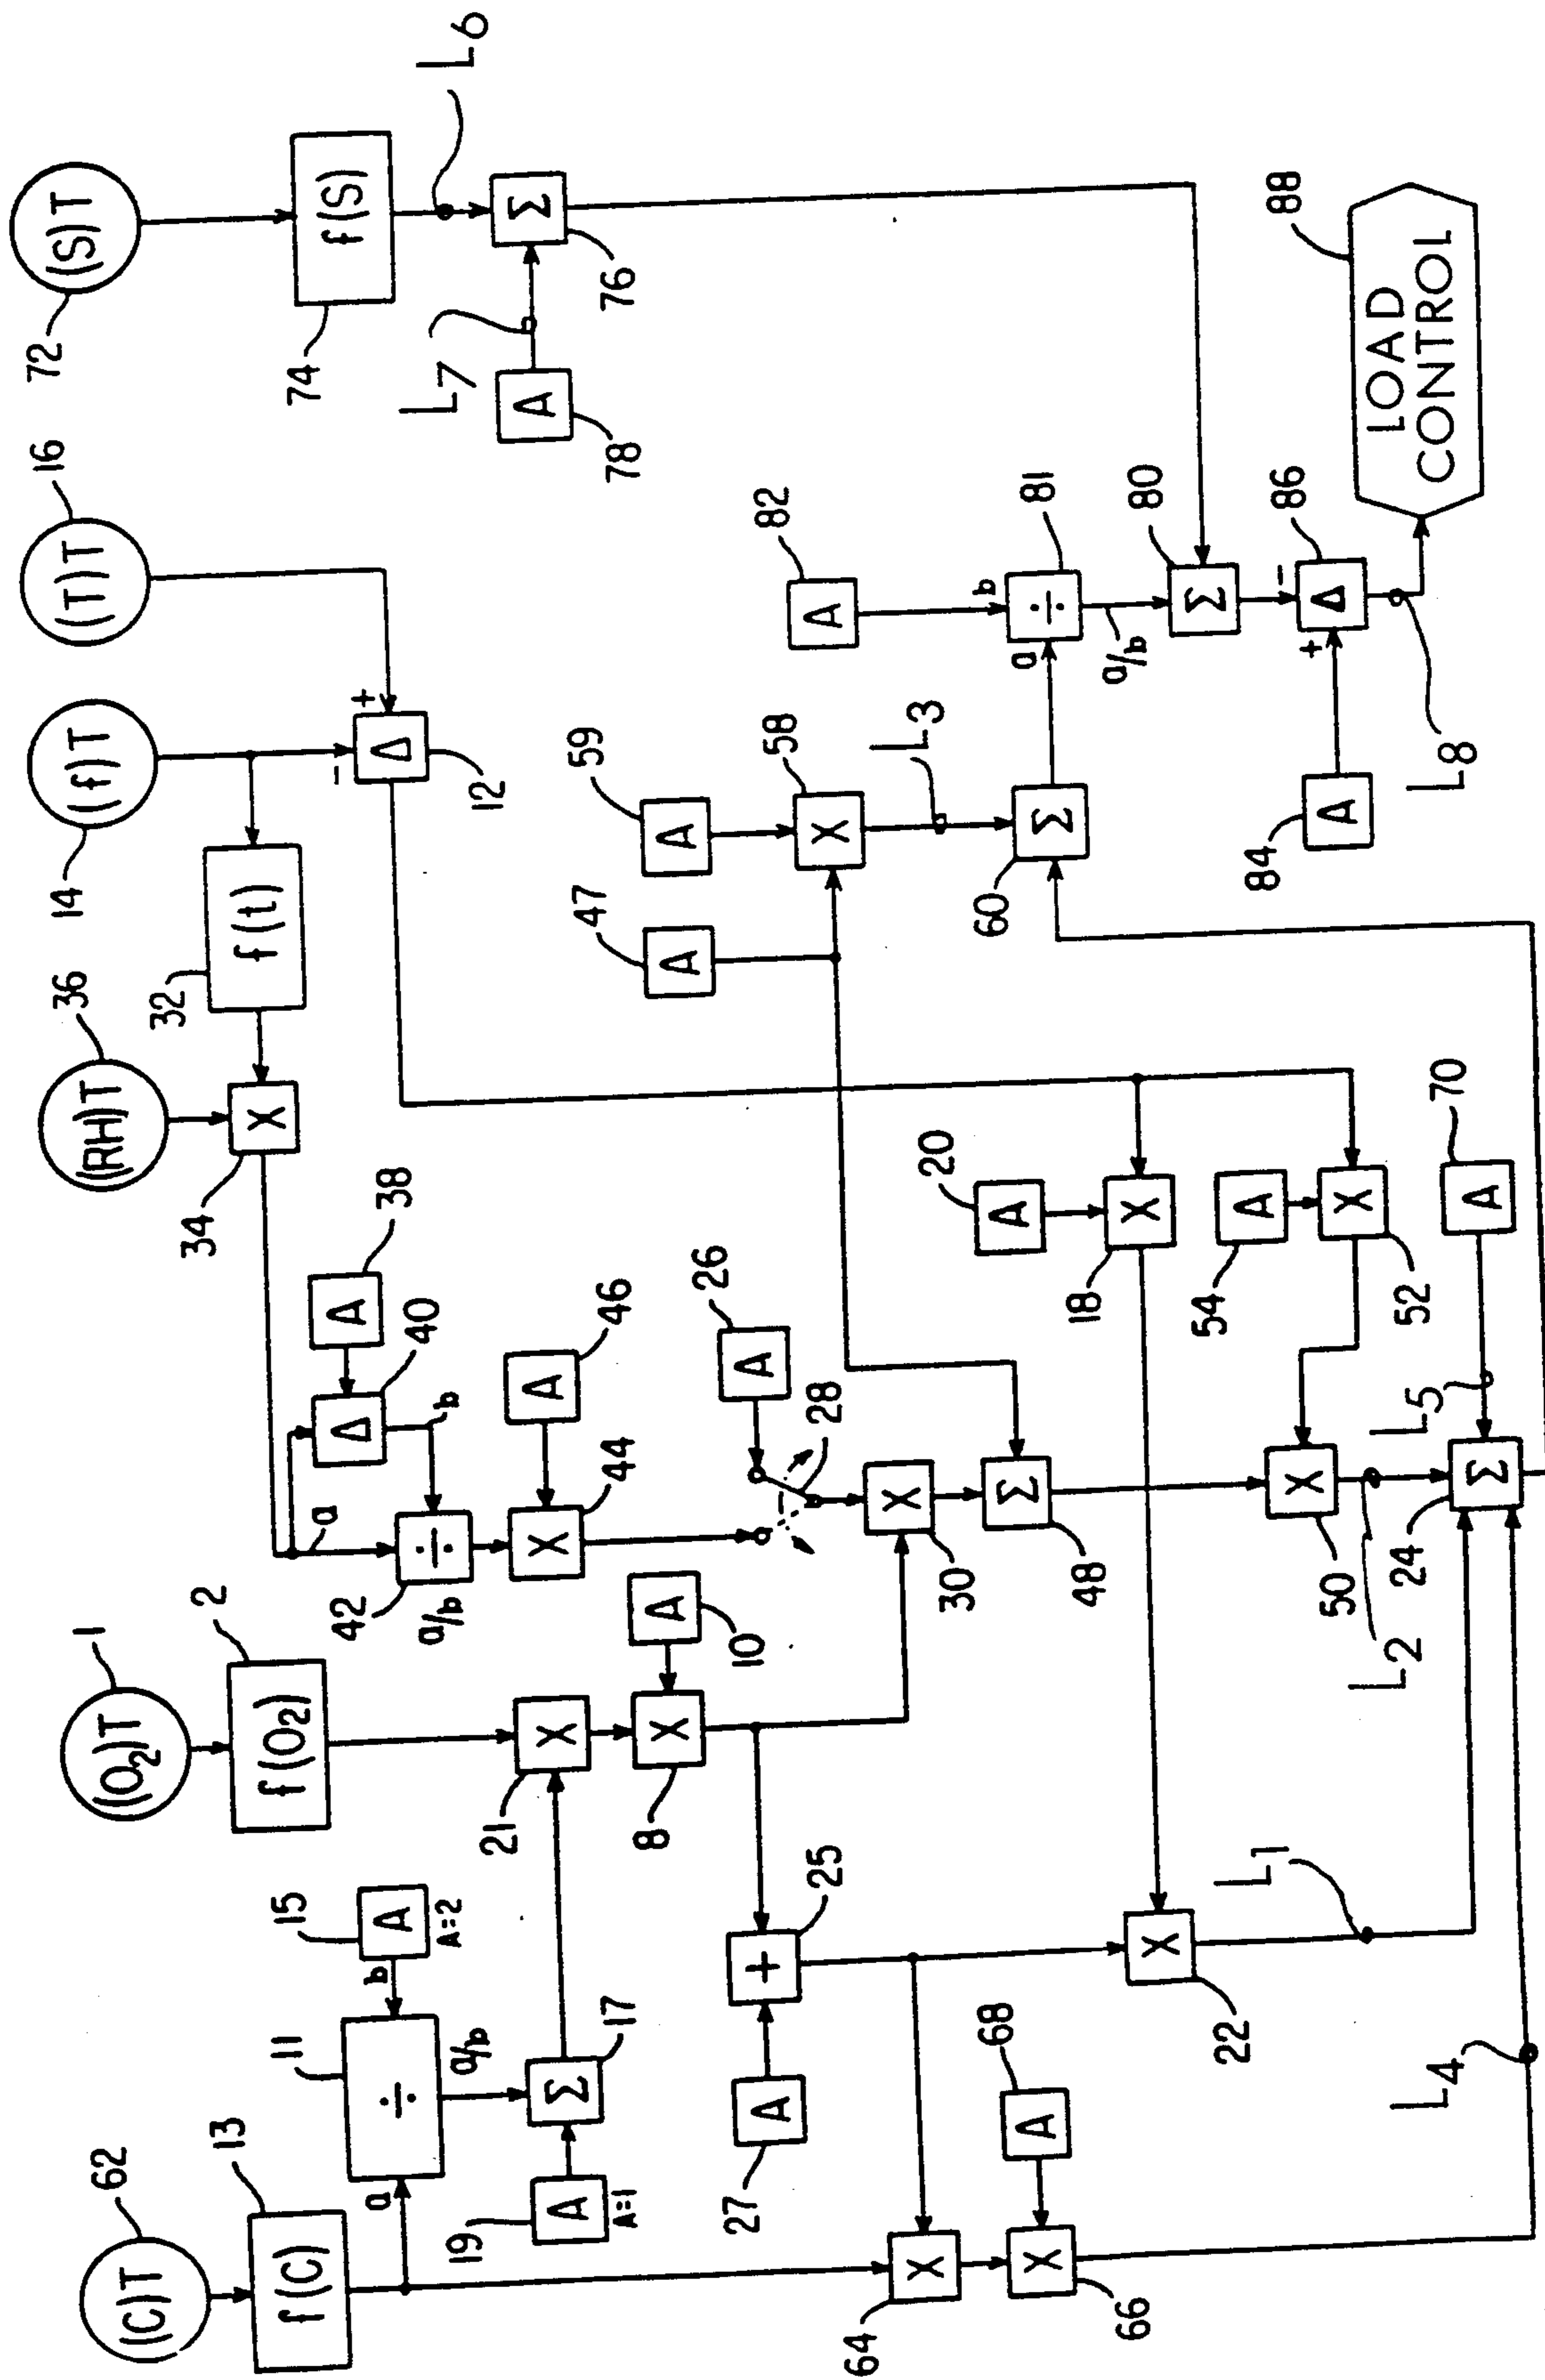 62
(C)T
1
(O₂)T
36
(RH)T
14
(f)T
16
(T)T
72
(S)T
13
f(C)
2
f(O₂)
34
X
32
f(t)
74
f(S)
L6
11
÷
a
b
a/b
15
A
A=2
38
A
40
Δ
a
b
12
Δ
-
+
42
÷
a/b
19
A
A=1
17
Σ
21
X
44
X
46
A
L7
78
A
76
Σ
8
X
10
A
27
A
25
+
26
A
28
47
A
59
A
58
X
82
A
64
X
68
A
66
X
30
X
48
Σ
20
A
18
X
L3
60
Σ
a
b
÷
81
a/b
22
X
L1
54
A
52
X
80
Σ
50
X
L2
L5
70
A
84
A
+
-
Δ
86
L8
88
LOAD
CONTROL
L4
24
Σ